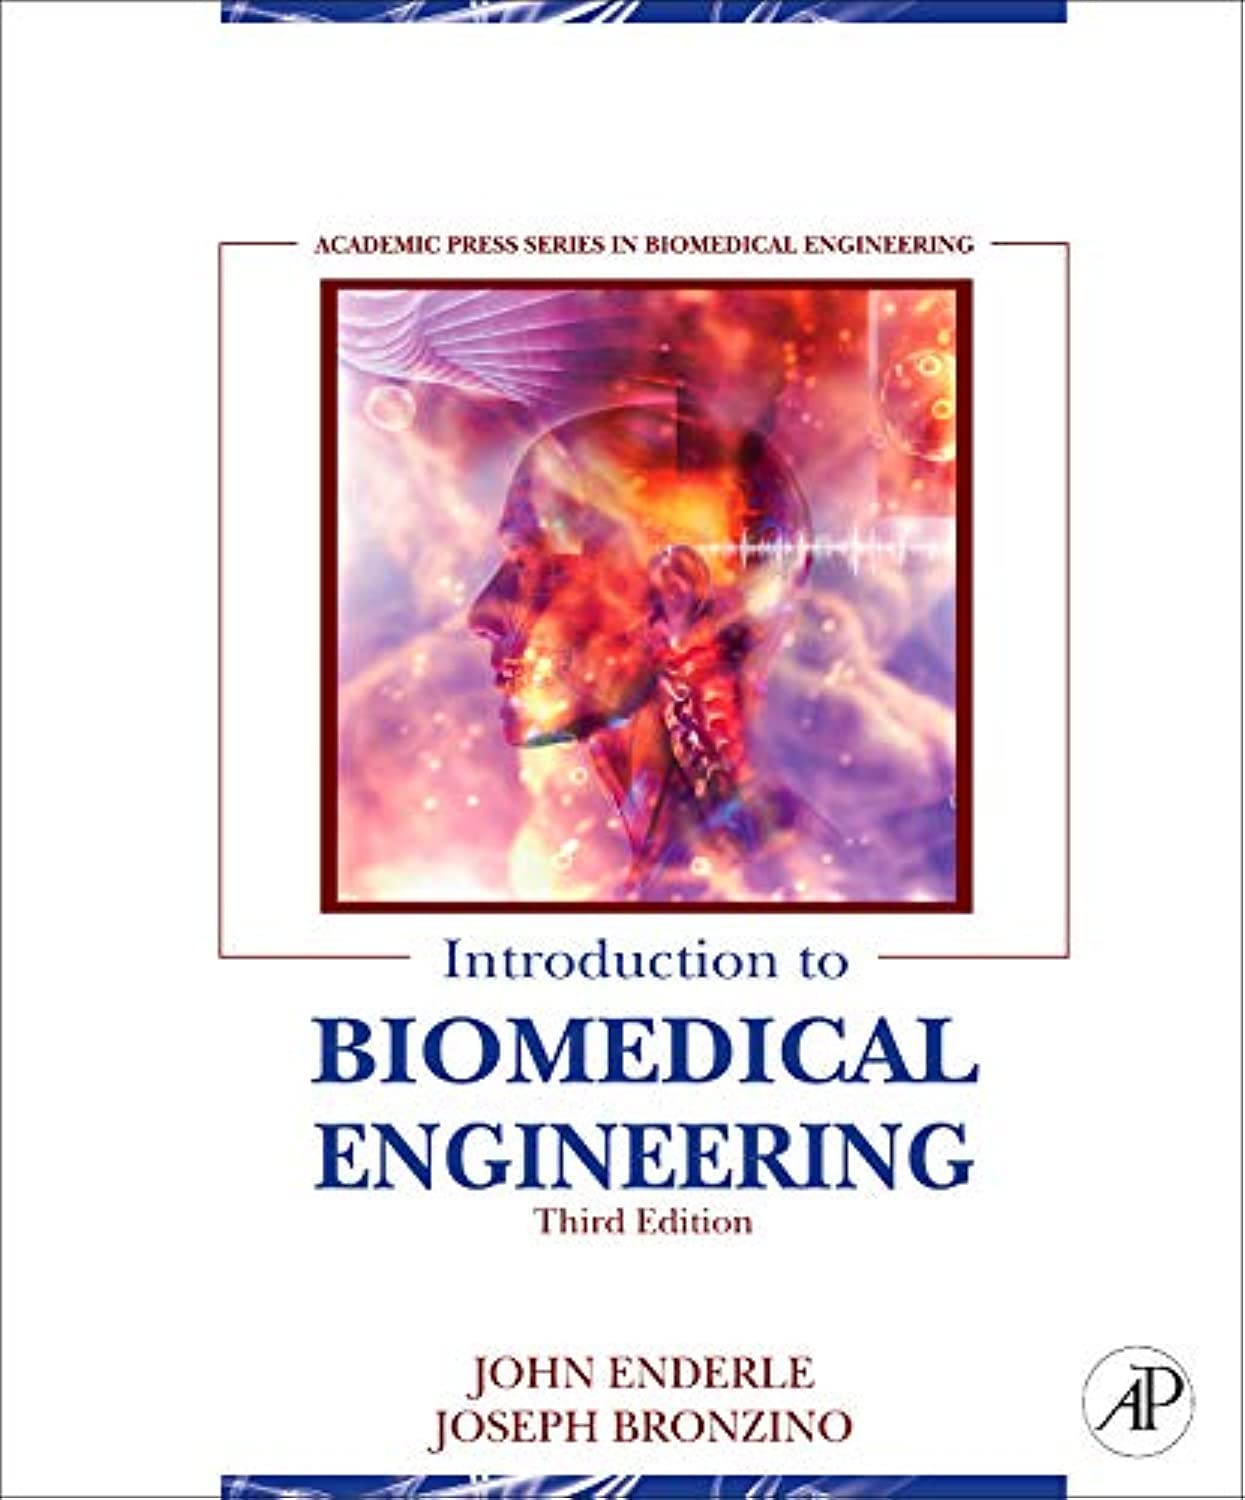 ACADEMIC PRESS SERIES IN BIOMEDICAL ENGINEERING
Introduction to
BIOMEDICAL
ENGINEERING
Third Edition
JOHN ENDERLE
JOSEPH BRONZINO
AP